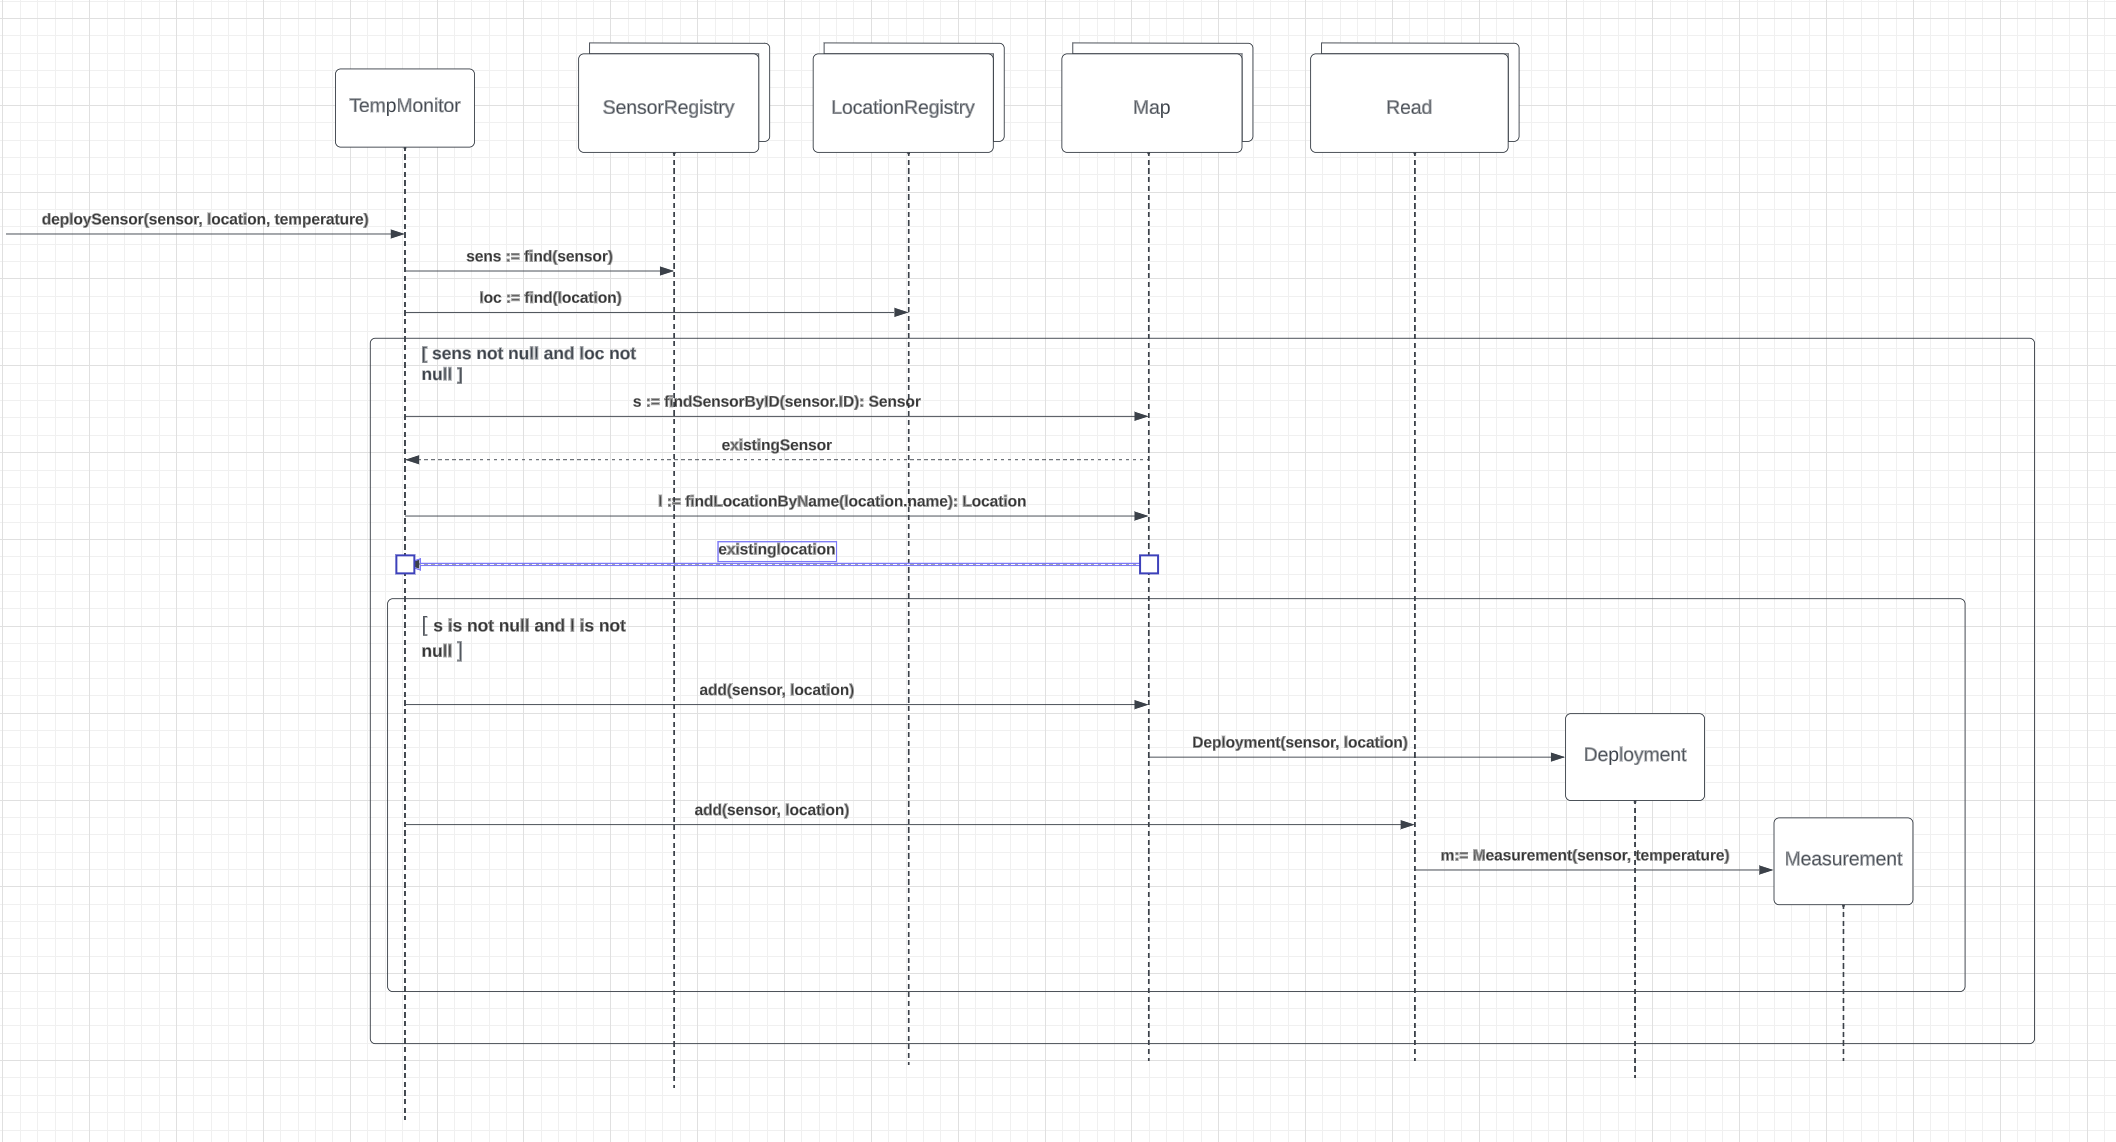 TempMonitor
SensorRegistry
LocationRegistry
Map
Read
deploySensor(sensor, location, temperature)
sens := find(sensor)
loc := find(location)
[ sens not null and loc not
null ]
s := findSensorByID(sensor.ID): Sensor
existingSensor
l := findLocationByName(location.name): Location
existinglocation
[ s is not null and l is not
null ]
add(sensor, location)
Deployment(sensor, location)
Deployment
add(sensor, location)
m:= Measurement(sensor, temperature)
Measurement